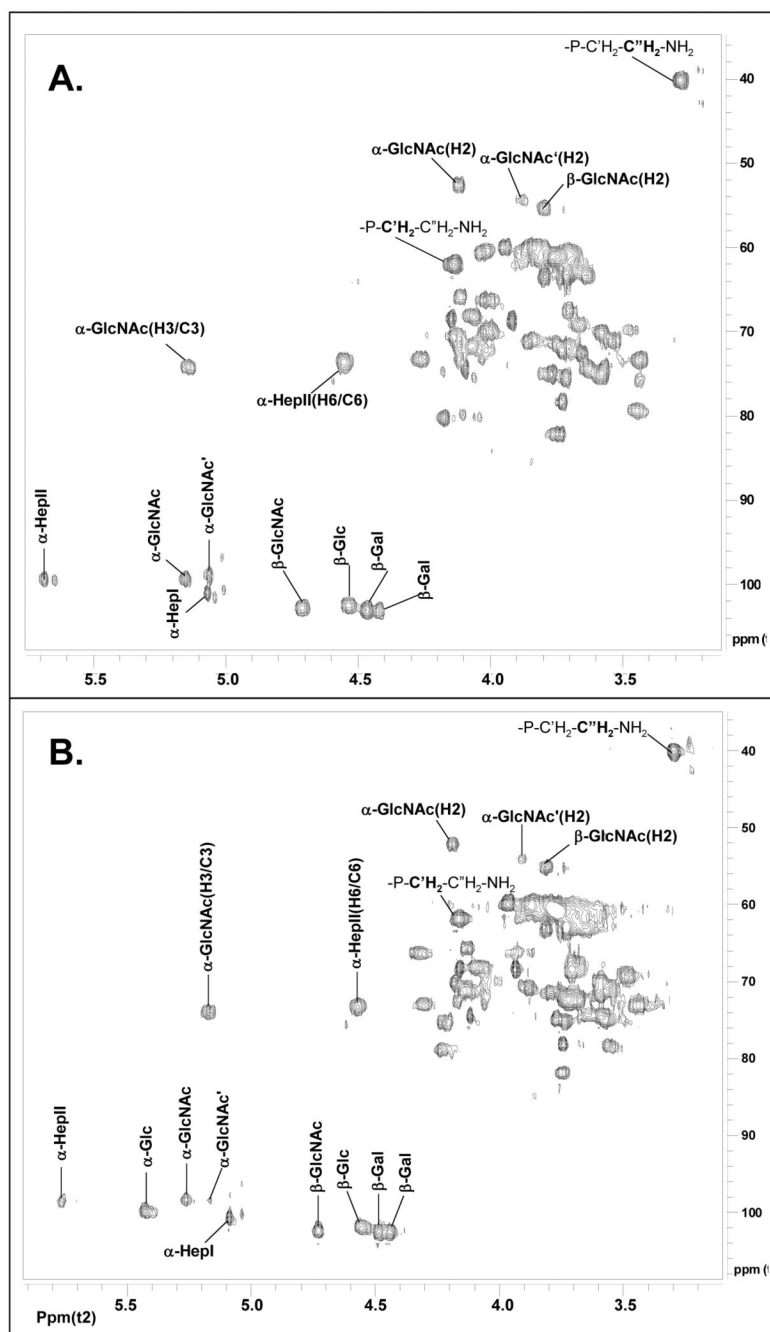 A.
-P-C'H₂-C"H₂-NH₂
40
α-GlcNAc(H2)
α-GlcNAc'(H2)
50
β-GlcNAc(H2)
-P-C'H₂-C"H₂-NH₂
60
α-GlcNAc(H3/C3)
70
α-HepII(H6/C6)
80
α-HepII
α-GlcNAc
α-GlcNAc'
α-HepI
β-GlcNAc
β-Glc
β-Gal
β-Gal
90
100
ppm (t
5.5
5.0
4.5
4.0
3.5
B.
-P-C'H₂-C"H₂-NH₂
40
α-GlcNAc(H2)
α-GlcNAc'(H2)
50
β-GlcNAc(H2)
-P-C'H₂-C"H₂-NH₂
60
α-GlcNAc(H3/C3)
α-HepII(H6/C6)
70
80
α-HepII
α-Glc
α-GlcNAc
α-GlcNAc'
α-HepI
β-GlcNAc
β-Glc
β-Gal
β-Gal
90
100
ppm (t
5.5
5.0
4.5
4.0
3.5
Ppm(t2)